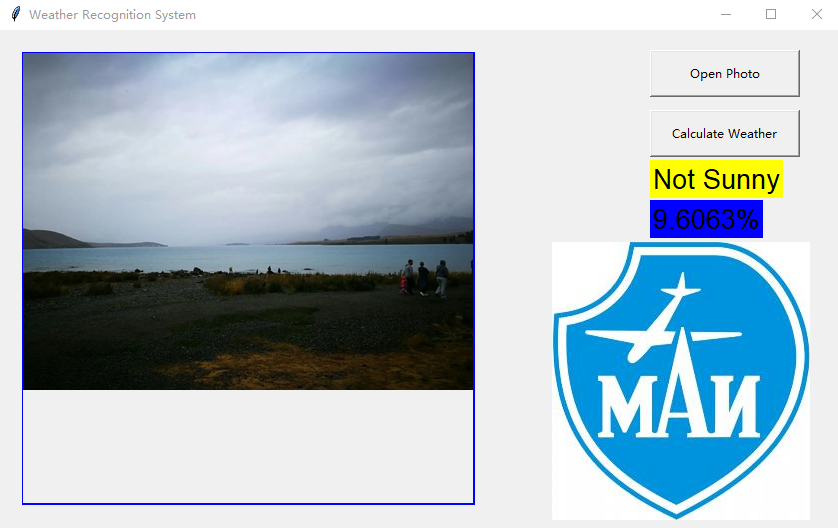 Weather Recognition System
Open Photo
Calculate Weather
Not Sunny
9.6063%
МАИ